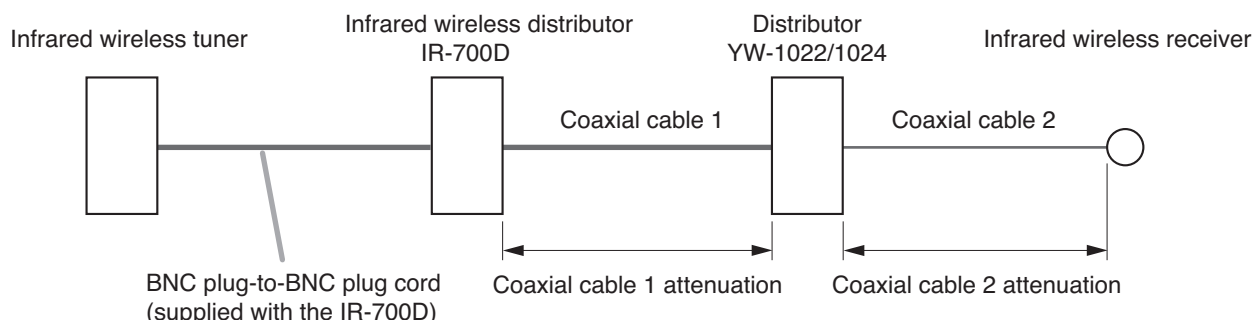 Infrared wireless tuner
Infrared wireless distributor
IR-700D
Distributor
YW-1022/1024
Infrared wireless receiver
Coaxial cable 1
Coaxial cable 2
BNC plug-to-BNC plug cord
(supplied with the IR-700D)
Coaxial cable 1 attenuation
Coaxial cable 2 attenuation